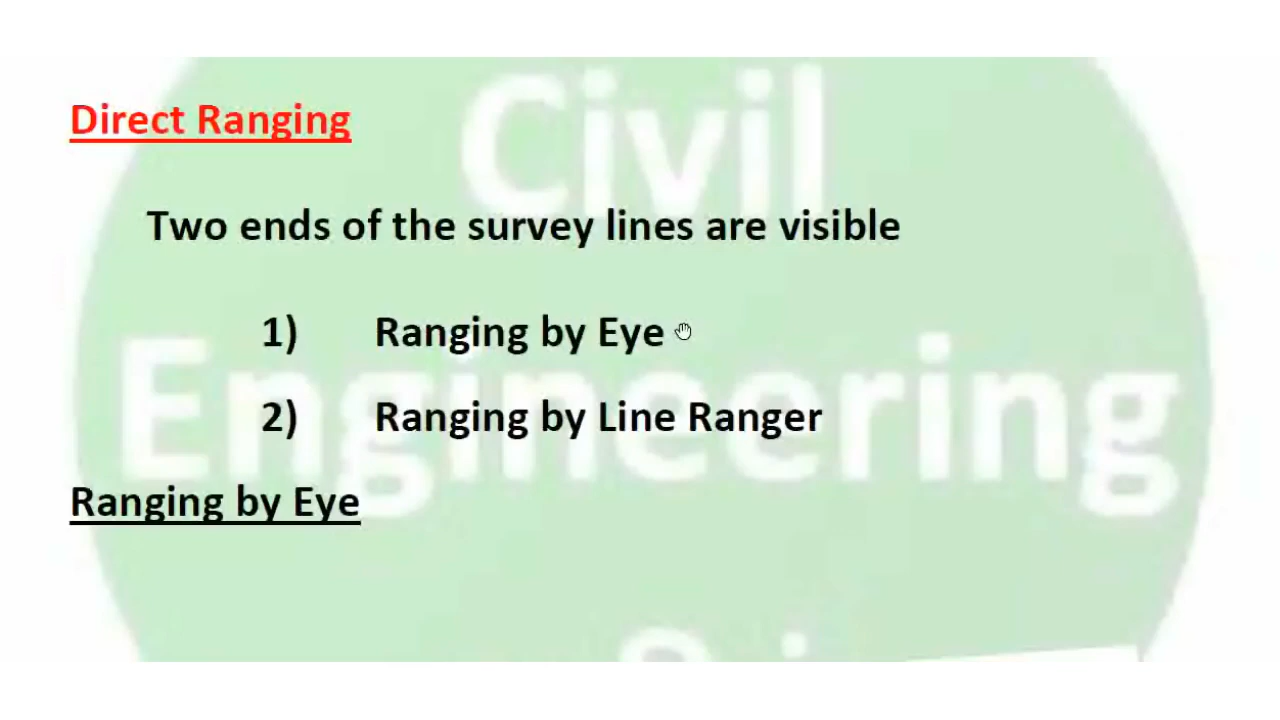 Civil
Direct Ranging
Two ends of the survey lines are visible
1) Ranging by Eye
Engineering
2) Ranging by Line Ranger
Ranging by Eye